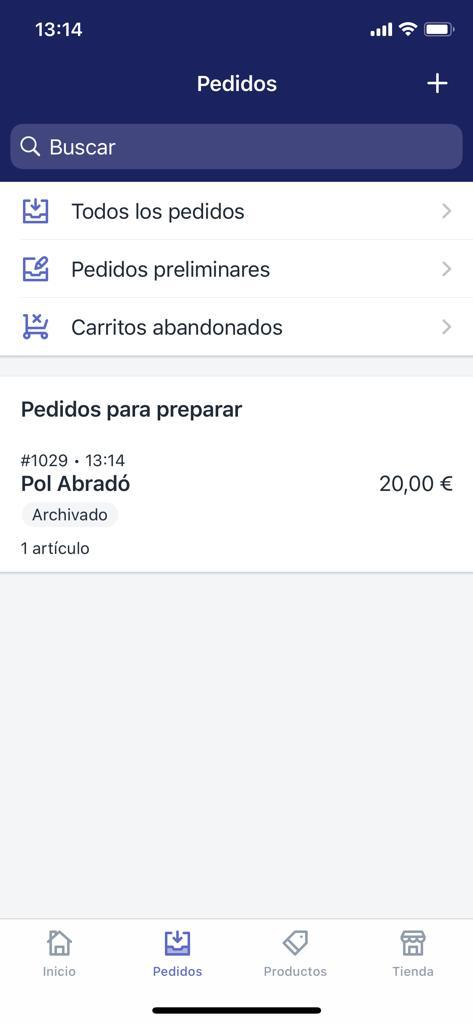 13:14
Pedidos
Buscar
Todos los pedidos
Pedidos preliminares
Carritos abandonados
Pedidos para preparar
#1029 • 13:14
Pol Abradó 20,00 €
Archivado
1 artículo
Inicio Pedidos Productos Tienda